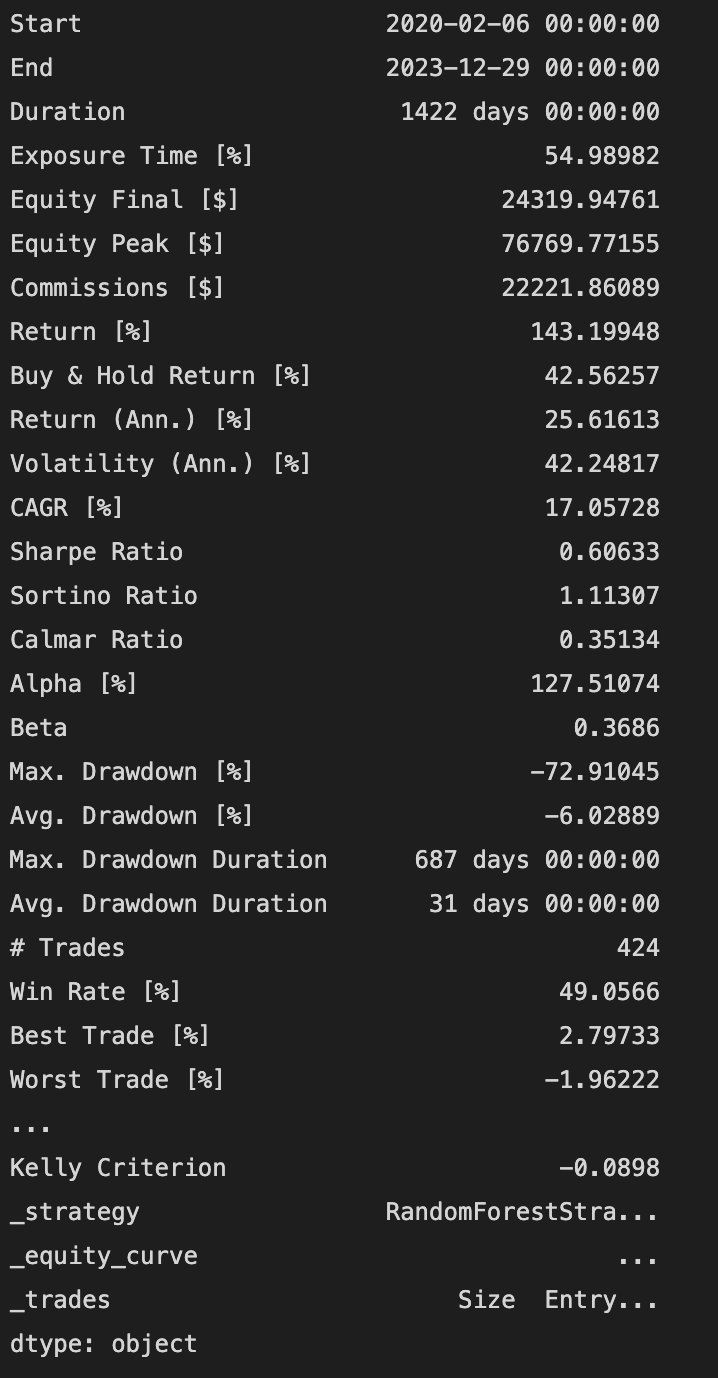 Start 2020-02-06 00:00:00
End 2023-12-29 00:00:00
Duration 1422 days 00:00:00
Exposure Time [%] 54.98982
Equity Final [$] 24319.94761
Equity Peak [$] 76769.77155
Commissions [$] 22221.86089
Return [%] 143.19948
Buy & Hold Return [%] 42.56257
Return (Ann.) [%] 25.61613
Volatility (Ann.) [%] 42.24817
CAGR [%] 17.05728
Sharpe Ratio 0.60633
Sortino Ratio 1.11307
Calmar Ratio 0.35134
Alpha [%] 127.51074
Beta 0.3686
Max. Drawdown [%] -72.91045
Avg. Drawdown [%] -6.02889
Max. Drawdown Duration 687 days 00:00:00
Avg. Drawdown Duration 31 days 00:00:00
# Trades 424
Win Rate [%] 49.0566
Best Trade [%] 2.79733
Worst Trade [%] -1.96222
...
Kelly Criterion -0.0898
_strategy RandomForestStra...
_equity_curve ...
_trades Size Entry...
dtype: object